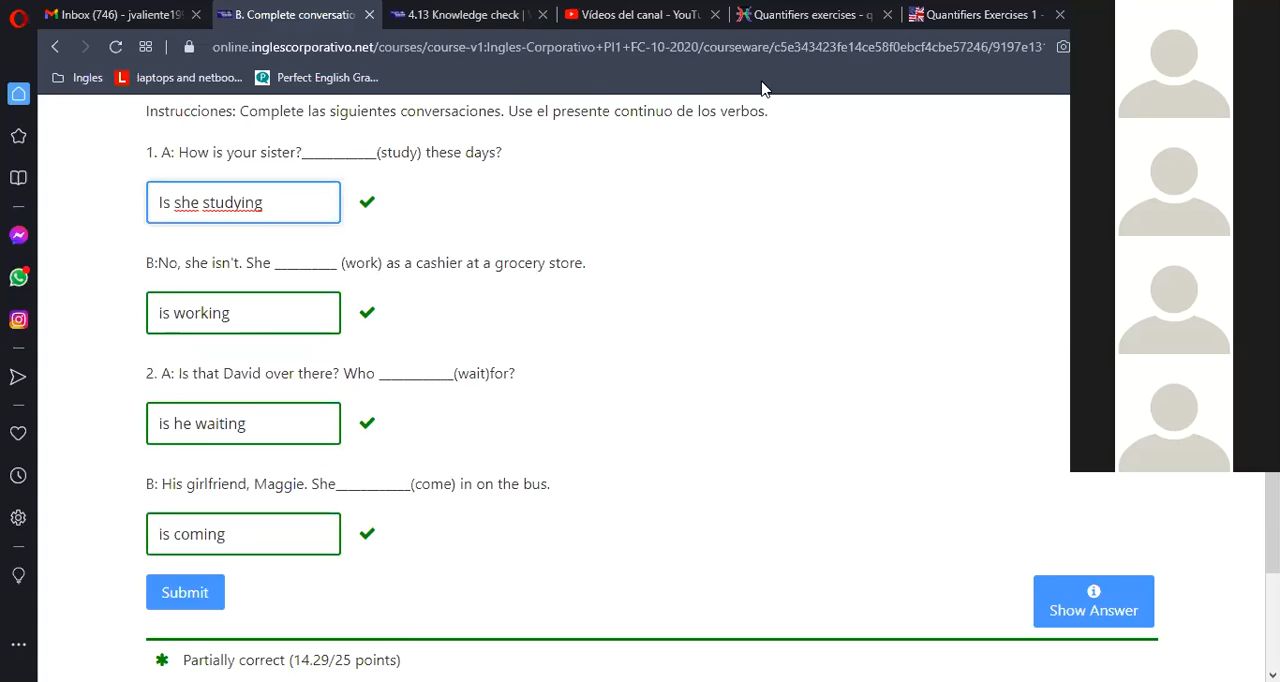 Inbox (746) - jvaliente199
B. Complete conversatio
4.13 Knowledge check |
Vídeos del canal - YouTu
Quantifiers exercises - q
Quantifiers Exercises 1 -
online.inglescorporativo.net/courses/course-v1:Ingles-Corporativo+PI1+FC-10-2020/courseware/c5e343423fe14ce58f0ebcf4cbe57246/9197e131
Ingles
laptops and netboo...
Perfect English Gra...
Instrucciones: Complete las siguientes conversaciones. Use el presente continuo de los verbos.
1. A: How is your sister?____________(study) these days?
Is she studying
B:No, she isn't. She __________ (work) as a cashier at a grocery store.
is working
2. A: Is that David over there? Who ____________(wait)for?
is he waiting
B: His girlfriend, Maggie. She____________(come) in on the bus.
is coming
Submit
Show Answer
Partially correct (14.29/25 points)